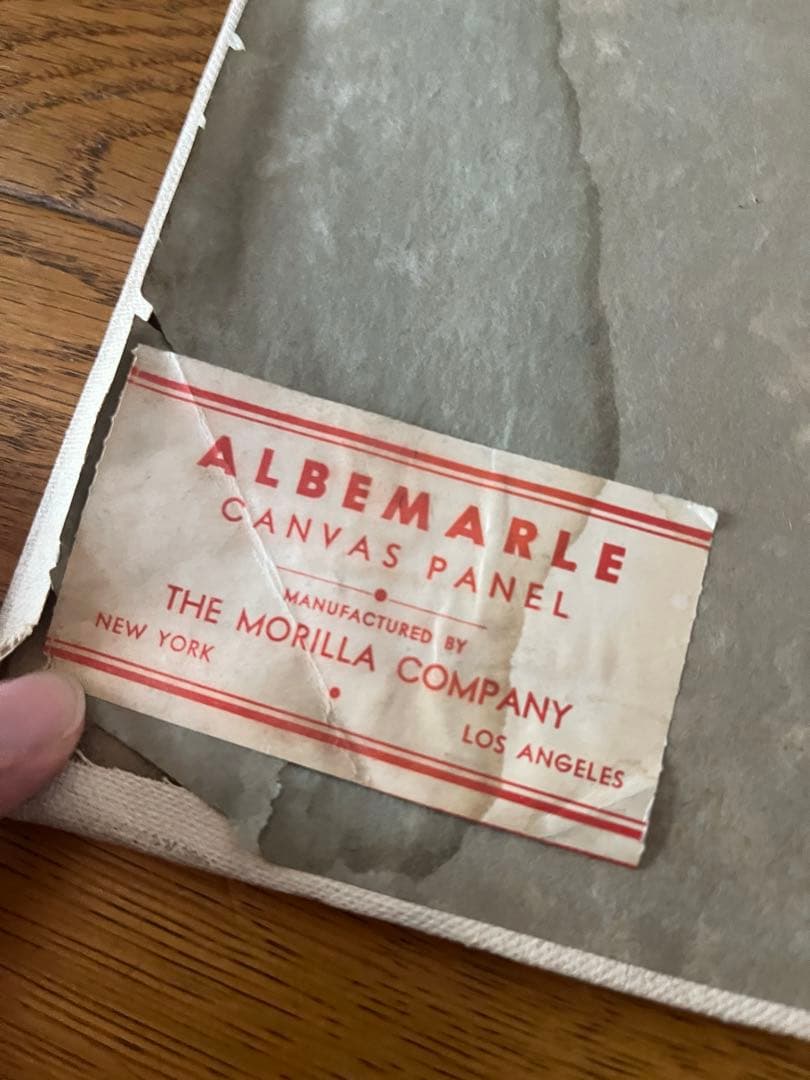 ALBEMARLE
CANVAS PANEL
MANUFACTURED BY
THE MORILLA COMPANY
NEW YORK
LOS ANGELES